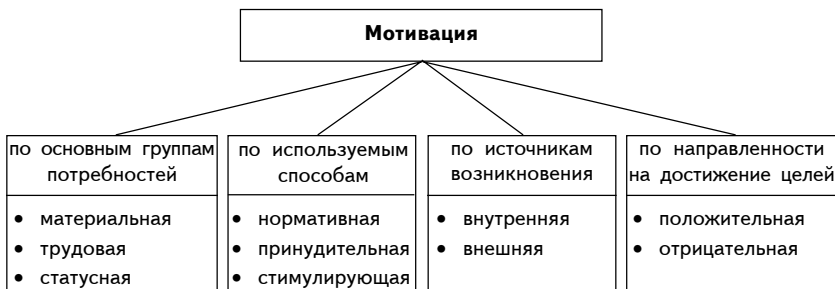 Мотивация
по основным группам
потребностей
• материальная
• трудовая
• статусная
по используемым
способам
• нормативная
• принудительная
• стимулирующая
по источникам
возникновения
• внутренняя
• внешняя
по направленности
на достижение целей
• положительная
• отрицательная